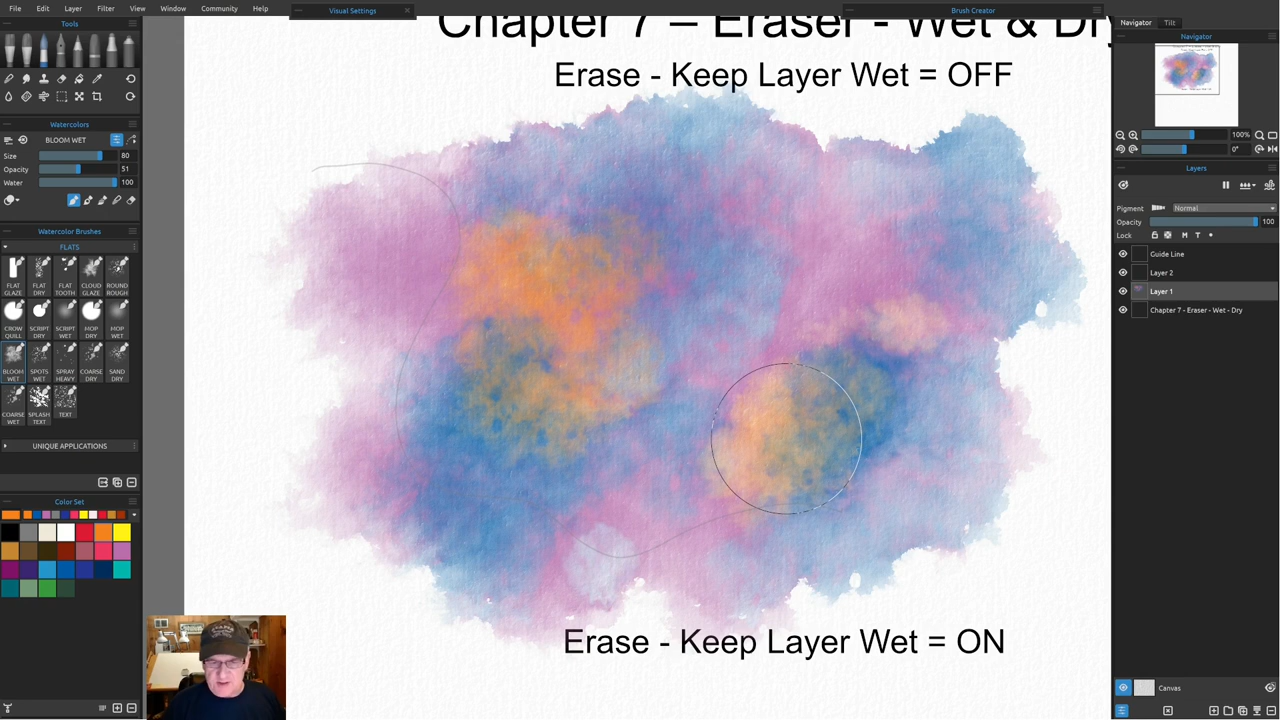 File Edit Layer Filter View Window Community Help
Visual Settings
Brush Creator
Tools
Navigator Tilt
Navigator
100%
0°
Chapter 7 – Eraser - Wet & Dr
Erase - Keep Layer Wet = OFF
Erase - Keep Layer Wet = ON
Watercolors
BLOOM WET
Size 80
Opacity 51
Water 100
Watercolor Brushes
FLATS
FLAT GLAZE
FLAT DRY
FLAT TOOTH
CLOUD GLAZE
ROUND ROUGH
CROW QUILL
SCRIPT DRY
SCRIPT WET
MOP DRY
MOP WET
BLOOM WET
SPOTS WET
SPRAY HEAVY
COARSE DRY
SAND DRY
COARSE WET
SPLASH TEXT
TEXT
UNIQUE APPLICATIONS
Color Set
Layers
Pigment Normal
Opacity 100
Lock M T
Guide Line
Layer 2
Layer 1
Chapter 7 - Eraser - Wet - Dry
Canvas